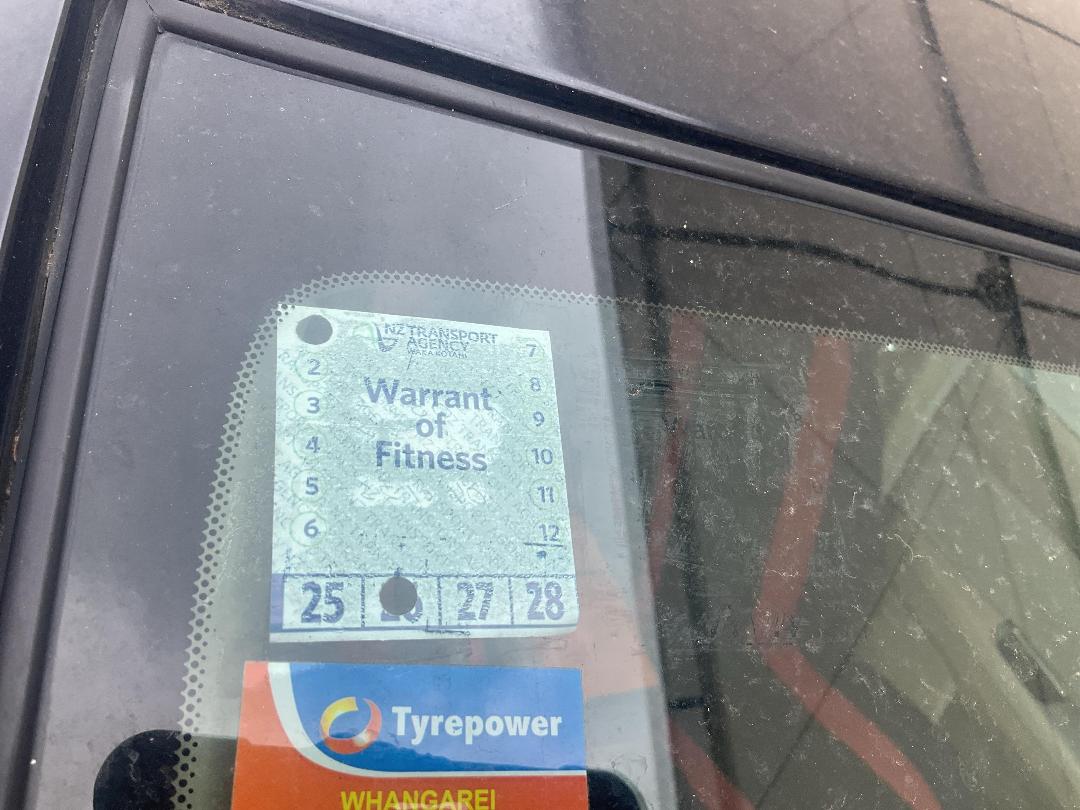 NZ TRANSPORT
AGENCY
WAKA KOTAHI
Warrant
of
Fitness
2
3
4
5
6
7
8
9
10
11
12
25 27 28
Tyrepower
WHANGAREI